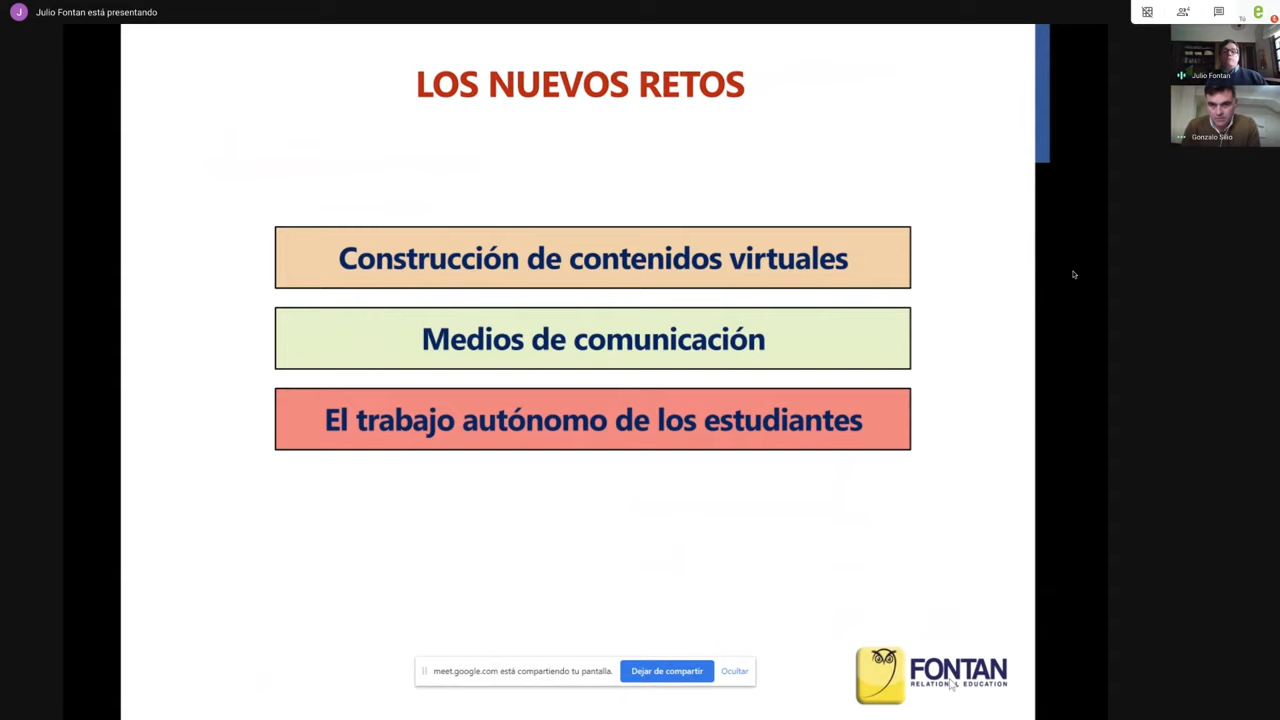 J Julio Fontan está presentando
4
Tú
Julio Fontan
Gonzalo Silio
LOS NUEVOS RETOS
Construcción de contenidos virtuales
Medios de comunicación
El trabajo autónomo de los estudiantes
meet.google.com está compartiendo tu pantalla. Dejar de compartir Ocultar
FONTAN
RELATIONAL EDUCATION